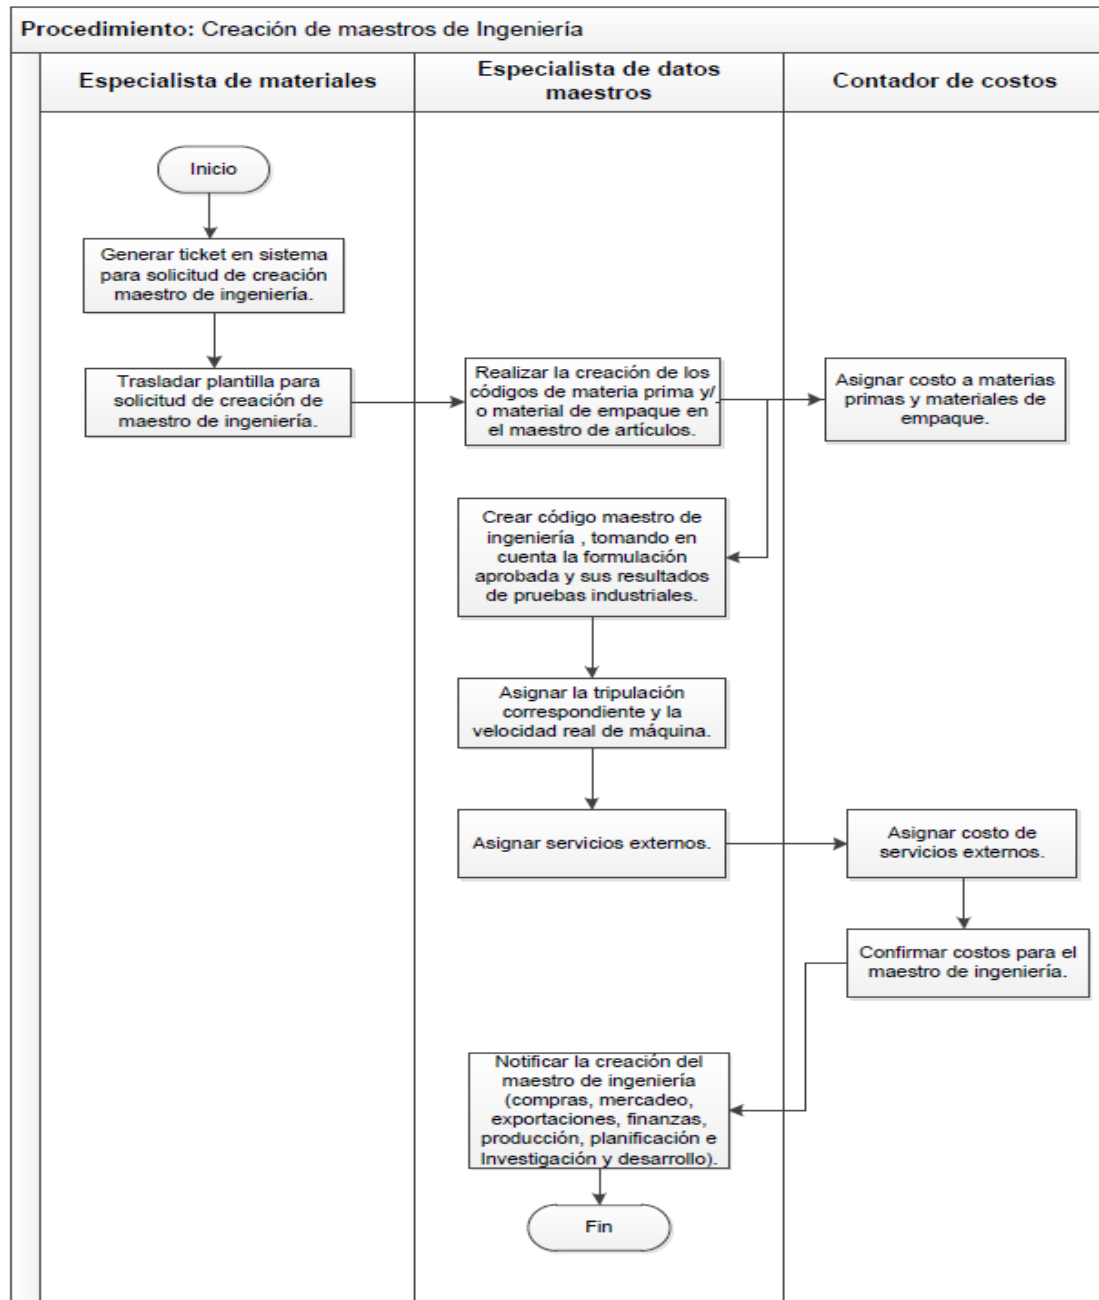 Procedimiento: Creación de maestros de Ingeniería
Especialista de materiales
Especialista de datos
maestros
Contador de costos
Inicio
Generar ticket en sistema
para solicitud de creación
maestro de ingeniería.
Trasladar plantilla para
solicitud de creación de
maestro de ingeniería.
Realizar la creación de los
códigos de materia prima y/
o material de empaque en
el maestro de artículos.
Asignar costo a materias
primas y materiales de
empaque.
Crear código maestro de
ingeniería , tomando en
cuenta la formulación
aprobada y sus resultados
de pruebas industriales.
Asignar la tripulación
correspondiente y la
velocidad real de máquina.
Asignar servicios externos.
Asignar costo de
servicios externos.
Confirmar costos para el
maestro de ingeniería.
Notificar la creación del
maestro de ingeniería
(compras, mercadeo,
exportaciones, finanzas,
producción, planificación e
Investigación y desarrollo).
Fin